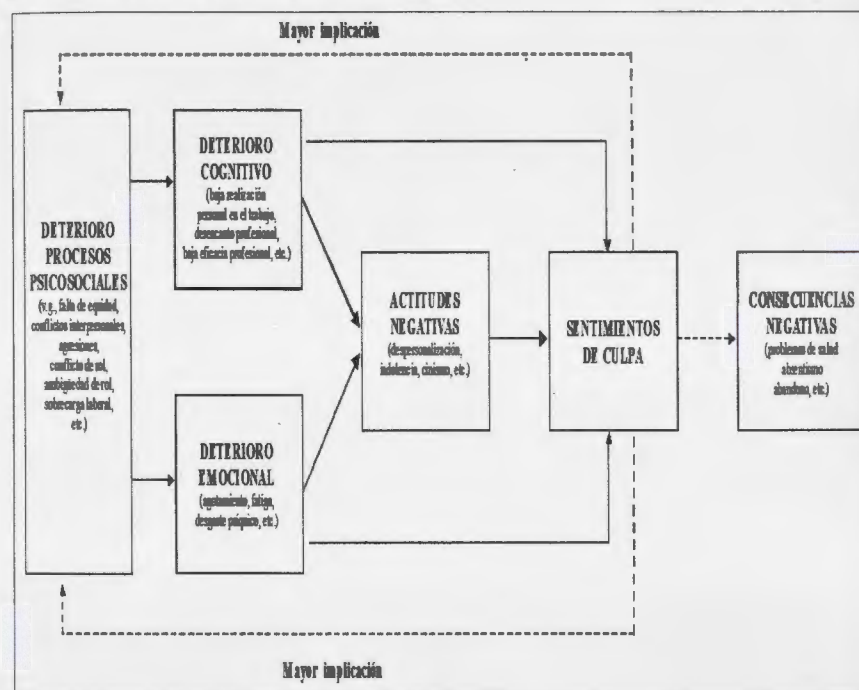 Mayor implicación
DETERIORO
PROCESOS
PSICOSOCIALES
(v.g., falta de equidad,
conflictos interpersonales,
agresiones,
conflicto de rol,
ambigüedad de rol,
sobrecarga laboral,
etc.)
DETERIORO
COGNITIVO
(baja realización
personal en el trabajo,
desencanto profesional,
baja eficacia profesional, etc.)
DETERIORO
EMOCIONAL
(agotamiento, fatiga,
desgaste psíquico, etc.)
ACTITUDES
NEGATIVAS
(despersonalización,
indolencia, cinismo, etc.)
SENTIMIENTOS
DE CULPA
CONSECUENCIAS
NEGATIVAS
(problemas de salud
absentismo
abandono, etc.)
Mayor implicación